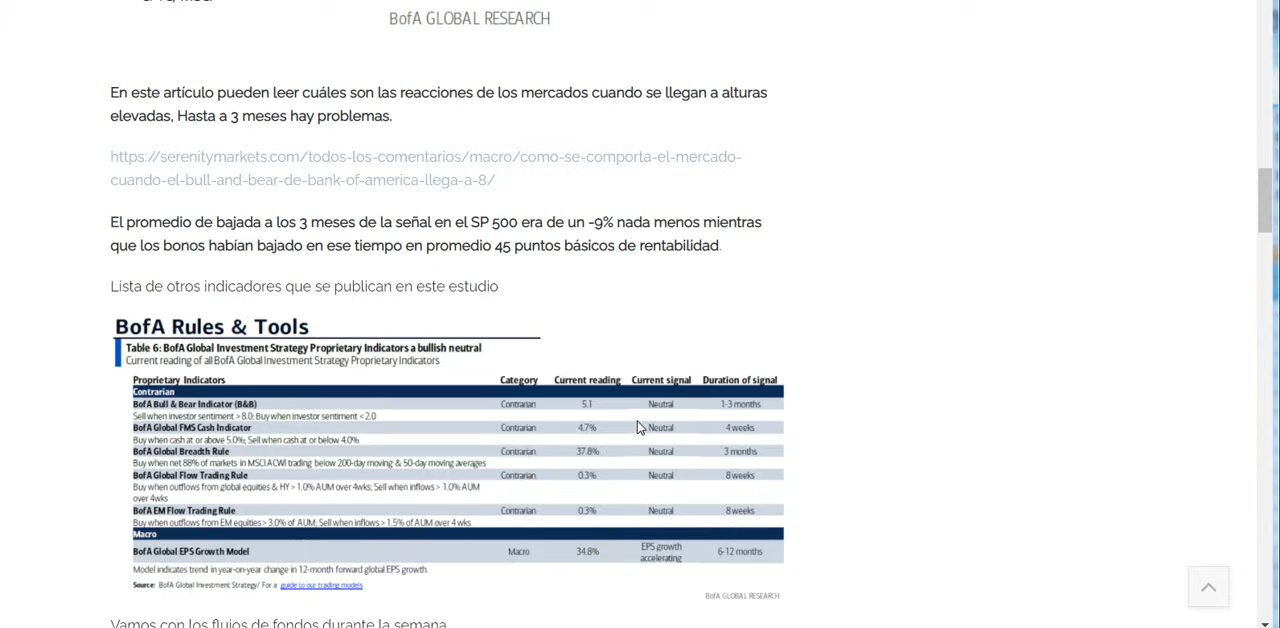 BofA GLOBAL RESEARCH
En este artículo pueden leer cuáles son las reacciones de los mercados cuando se llegan a alturas
elevadas, Hasta a 3 meses hay problemas.
https://serenitymarkets.com/todos-los-comentarios/macro/como-se-comporta-el-mercado-
cuando-el-bull-and-bear-de-bank-of-america-llega-a-8/
El promedio de bajada a los 3 meses de la señal en el SP 500 era de un -9% nada menos mientras
que los bonos habían bajado en ese tiempo en promedio 45 puntos básicos de rentabilidad.
Lista de otros indicadores que se publican en este estudio
BofA Rules & Tools
Table 6: BofA Global Investment Strategy Proprietary Indicators a bullish neutral
Current reading of all BofA Global Investment Strategy Proprietary Indicators
Proprietary Indicators Category Current reading Current signal Duration of signal
Contrarian
BofA Bull & Bear Indicator (B&B) Contrarian 5.1 Neutral 1-3 months
Sell when investor sentiment > 8.0; Buy when investor sentiment < 2.0
BofA Global FMS Cash Indicator Contrarian 4.7% Neutral 4 weeks
Buy when cash at or above 5.0%; Sell when cash at or below 4.0%
BofA Global Breadth Rule Contrarian 37.8% Neutral 3 months
Buy when net 88% of markets in MSCI ACWI trading below 200-day moving & 50-day moving averages
BofA Global Flow Trading Rule Contrarian 0.3% Neutral 8 weeks
Buy when outflows from global equities & HY > 1.0% AUM over 4wks; Sell when inflows > 1.0% AUM
over 4wks
BofA EM Flow Trading Rule Contrarian 0.3% Neutral 8 weeks
Buy when outflows from EM equities > 3.0% of AUM; Sell when inflows > 1.5% of AUM over 4 wks
Macro
BofA Global EPS Growth Model Macro 34.8% EPS growth accelerating 6-12 months
Model indicates trend in year-on-year change in 12-month forward global EPS growth.
Source: BofA Global Investment Strategy/ For a guide to our trading models
BofA GLOBAL RESEARCH
Vamos con los flujos de fondos durante la semana